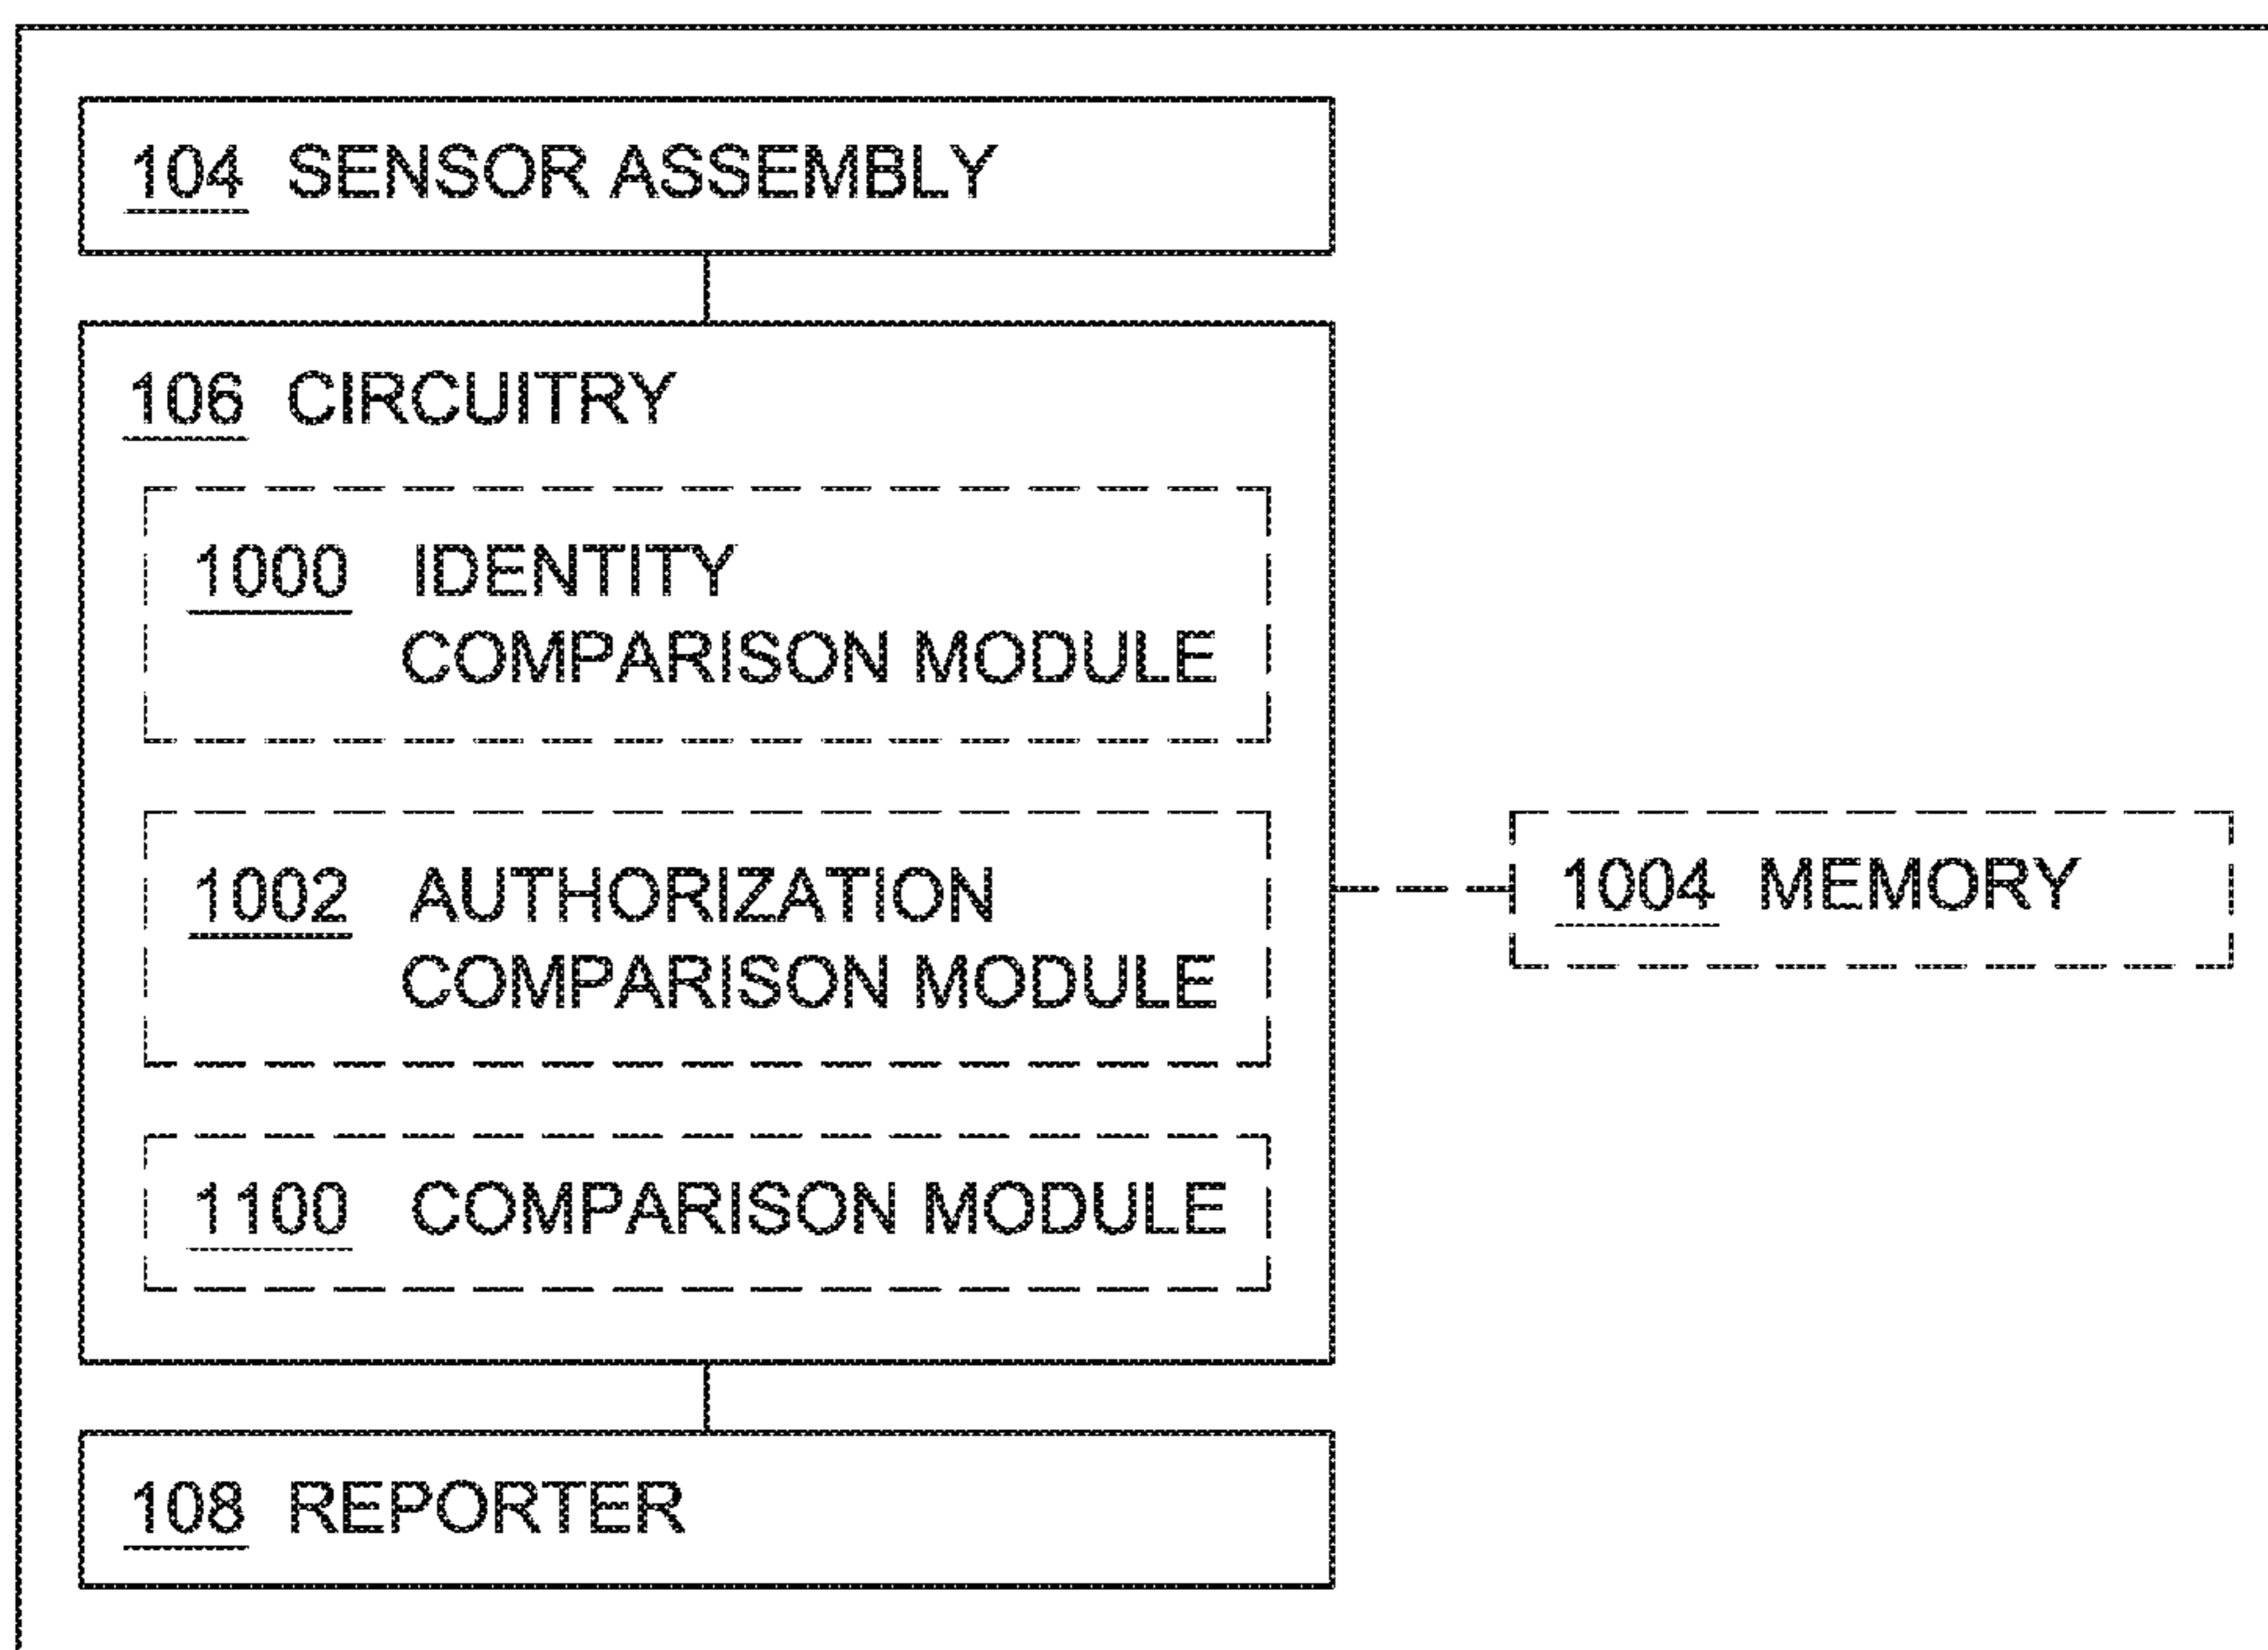 104 SENSOR ASSEMBLY
106 CIRCUITRY
1000 IDENTITY
COMPARISON MODULE
1002 AUTHORIZATION
COMPARISON MODULE
1004 MEMORY
1100 COMPARISON MODULE
108 REPORTER